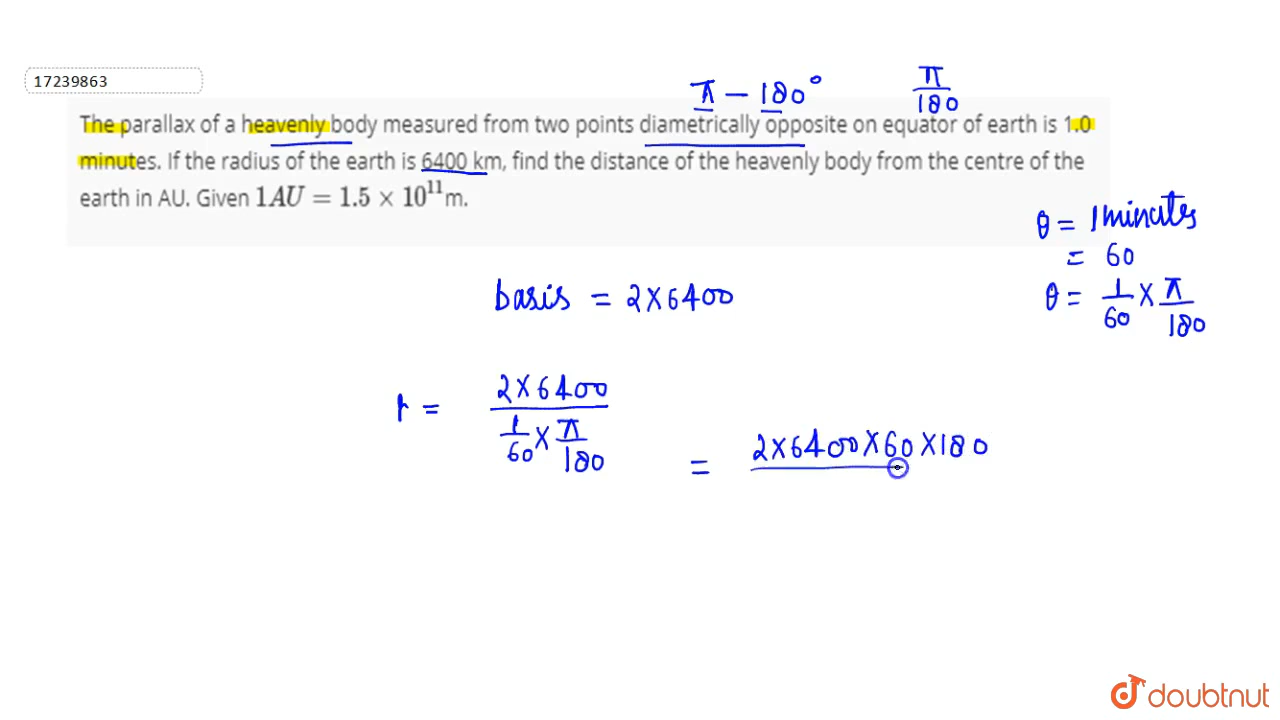 17239863
π – 180° π/180
The parallax of a heavenly body measured from two points diametrically opposite on equator of earth is 1.0
minutes. If the radius of the earth is 6400 km, find the distance of the heavenly body from the centre of the
earth in AU. Given 1AU = 1.5 × 10^11 m.
θ = 1 minutes
= 60
θ = 1/60 × π/180
basis = 2×6400
r = 2×6400 / (1/60 × π/180)
= 2×6400×60×180
doubtnut